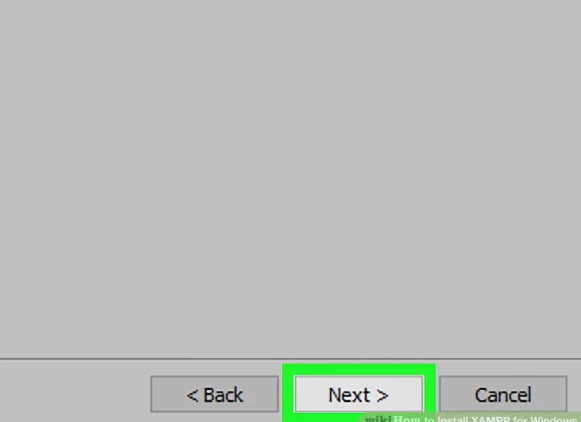 < Back
Next >
Cancel
wikiHow to Install XAMPP for Windows